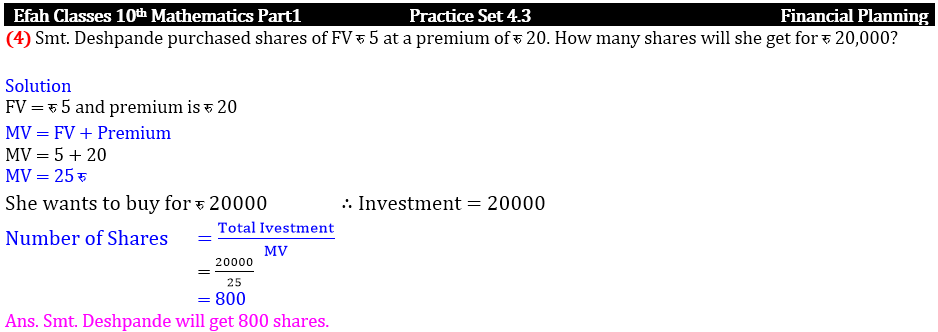 Efah Classes 10th Mathematics Part1 Practice Set 4.3 Financial Planning
(4) Smt. Deshpande purchased shares of FV रु 5 at a premium of रु 20. How many shares will she get for रु 20,000?
Solution
FV = रु 5 and premium is रु 20
MV = FV + Premium
MV = 5 + 20
MV = 25 रु
She wants to buy for रु 20000 ∴ Investment = 20000
Number of Shares = Total Ivestment / MV
= 20000 / 25
= 800
Ans. Smt. Deshpande will get 800 shares.